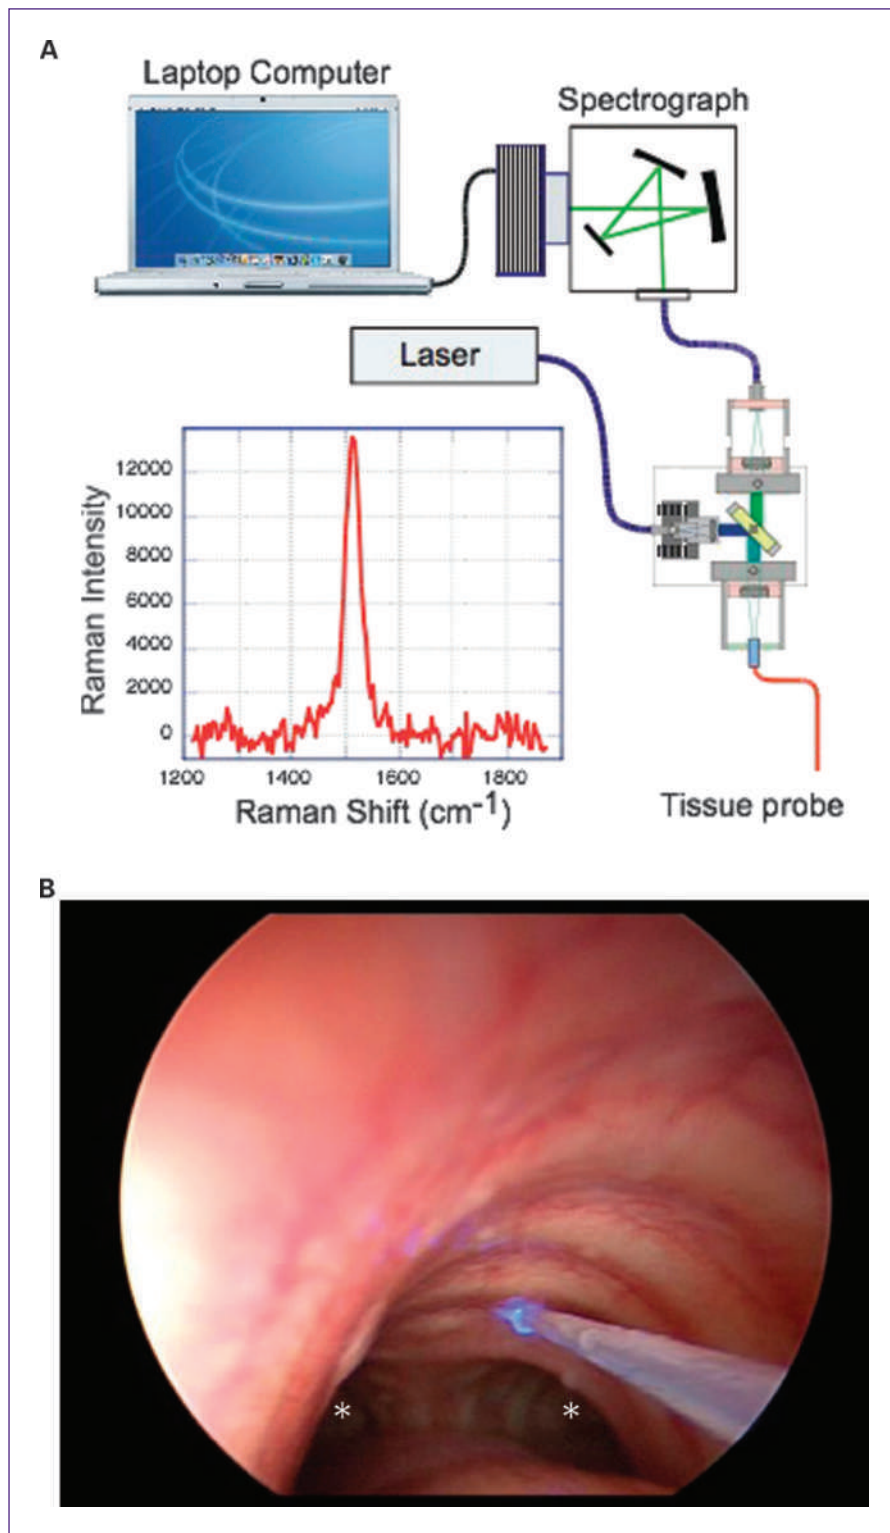 A
Laptop Computer
Spectrograph
Laser
12000
10000
8000
6000
4000
2000
0
Raman Intensity
1200 1400 1600 1800
Raman Shift (cm-1)
Tissue probe
B
* *